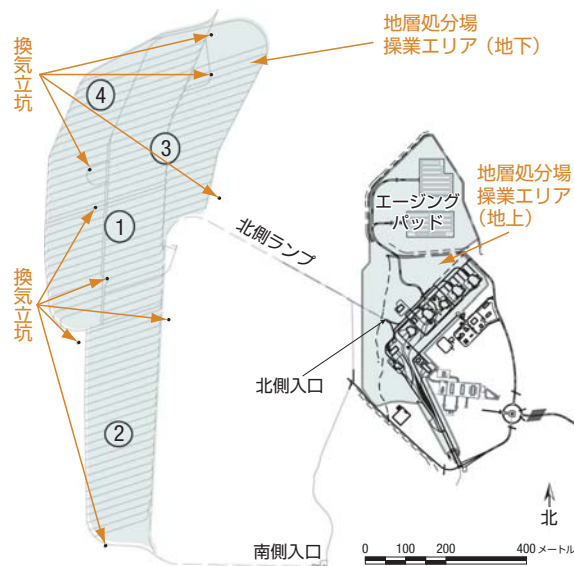 換気立坑
地層処分場
操業エリア（地下）
④
③
①
②
換気立坑
北側ランプ
エージング
パッド
地層処分場
操業エリア
（地上）
北側入口
南側入口
北
0 100 200 400 メートル